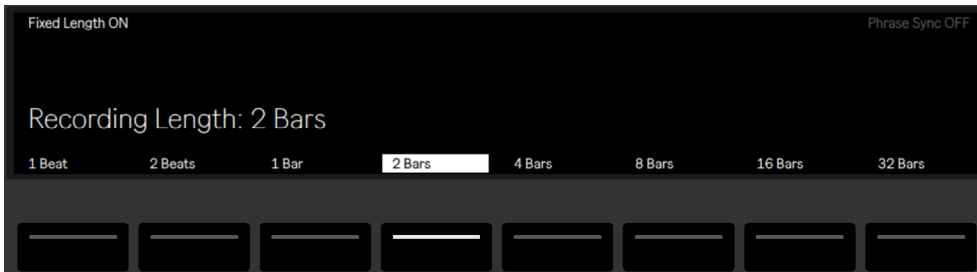 Fixed Length ON
Phrase Sync OFF
Recording Length: 2 Bars
1 Beat 2 Beats 1 Bar 2 Bars 4 Bars 8 Bars 16 Bars 32 Bars